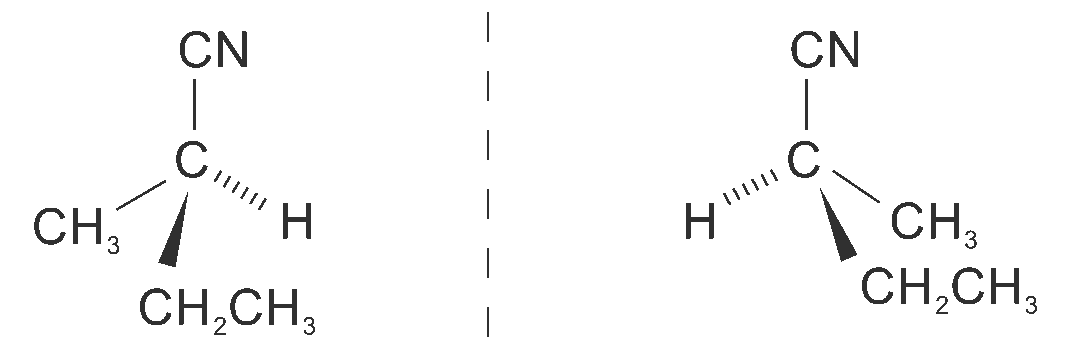 CN CN
C C
CH₃ H H CH₃
CH₂CH₃ CH₂CH₃